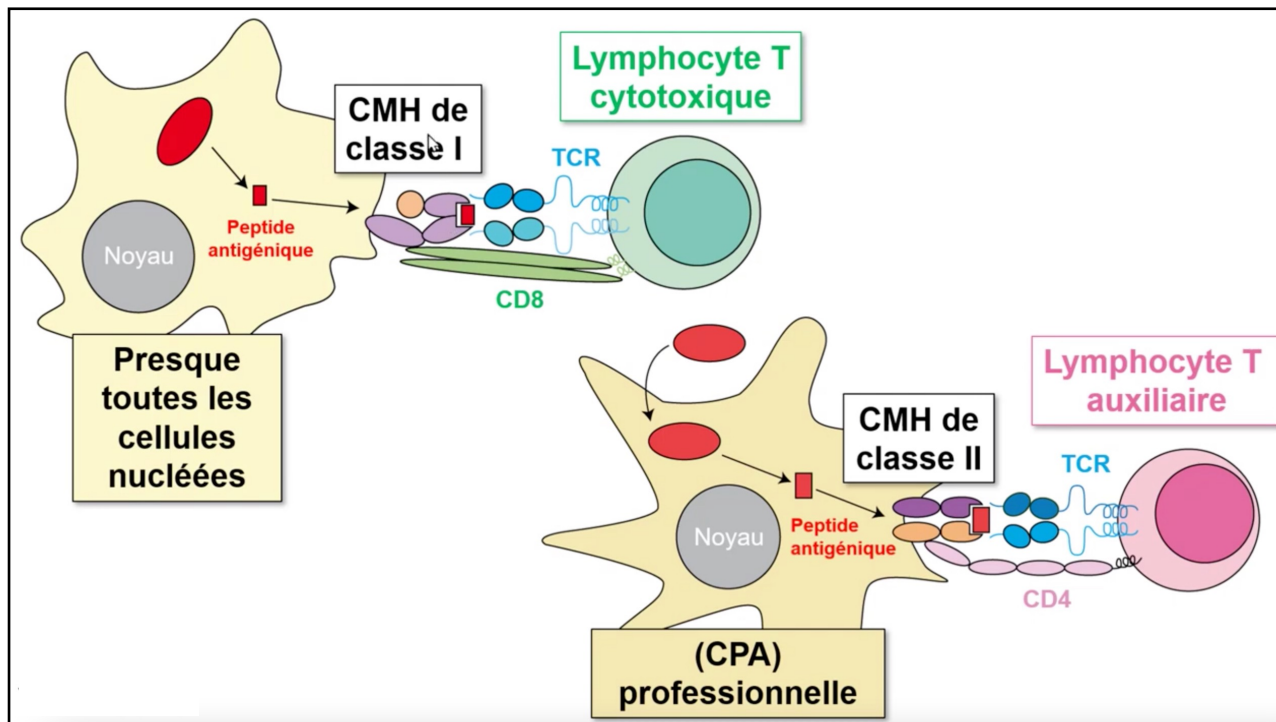 Lymphocyte T
cytotoxique
CMH de
classe I
TCR
Peptide
antigénique
Noyau
CD8
Presque
toutes les
cellules
nucléées
Lymphocyte T
auxiliaire
CMH de
classe II
TCR
Peptide
antigénique
Noyau
CD4
(CPA)
professionnelle